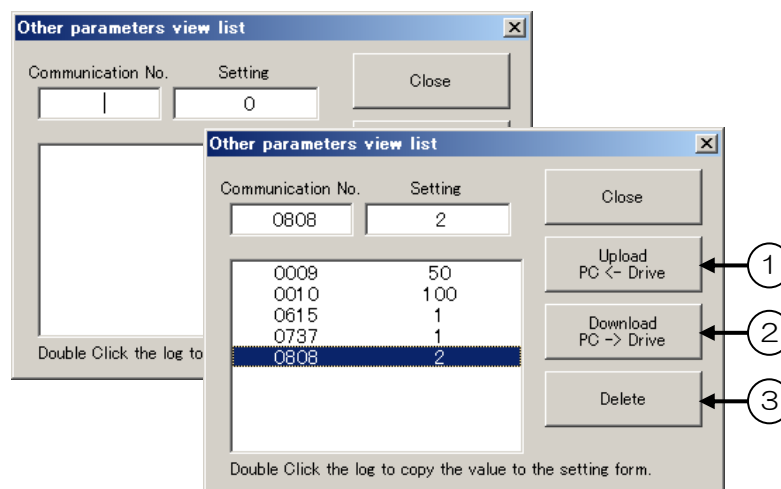 Other parameters view list
Communication No. Setting
0
Close
Double Click the log to
Other parameters view list
Communication No. Setting
0808 2
Close
Upload
PC <- Drive
1
Download
PC -> Drive
2
Delete
3
0009 50
0010 100
0615 1
0737 1
0808 2
Double Click the log to copy the value to the setting form.